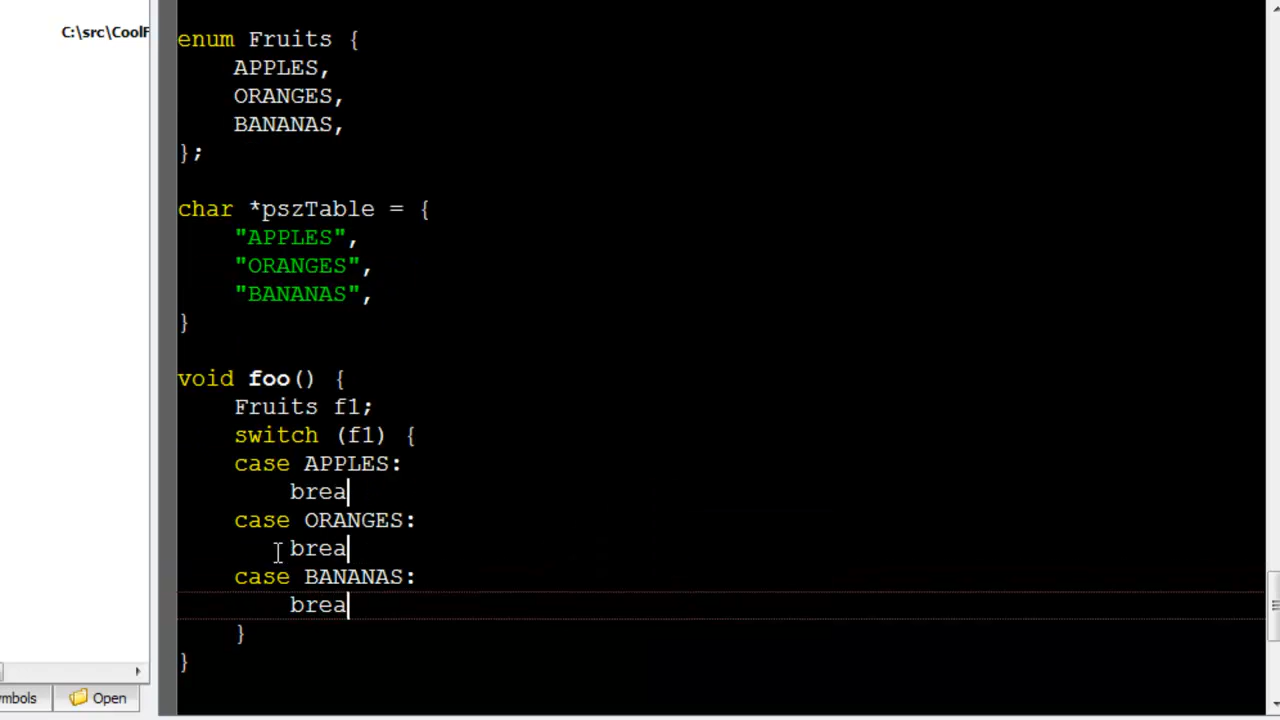 C:\src\CoolF
enum Fruits {
    APPLES,
    ORANGES,
    BANANAS,
};
char *pszTable = {
    "APPLES",
    "ORANGES",
    "BANANAS",
}
void foo() {
    Fruits f1;
    switch (f1) {
    case APPLES:
        brea
    case ORANGES:
        brea
    case BANANAS:
        brea
    }
}
mbols Open